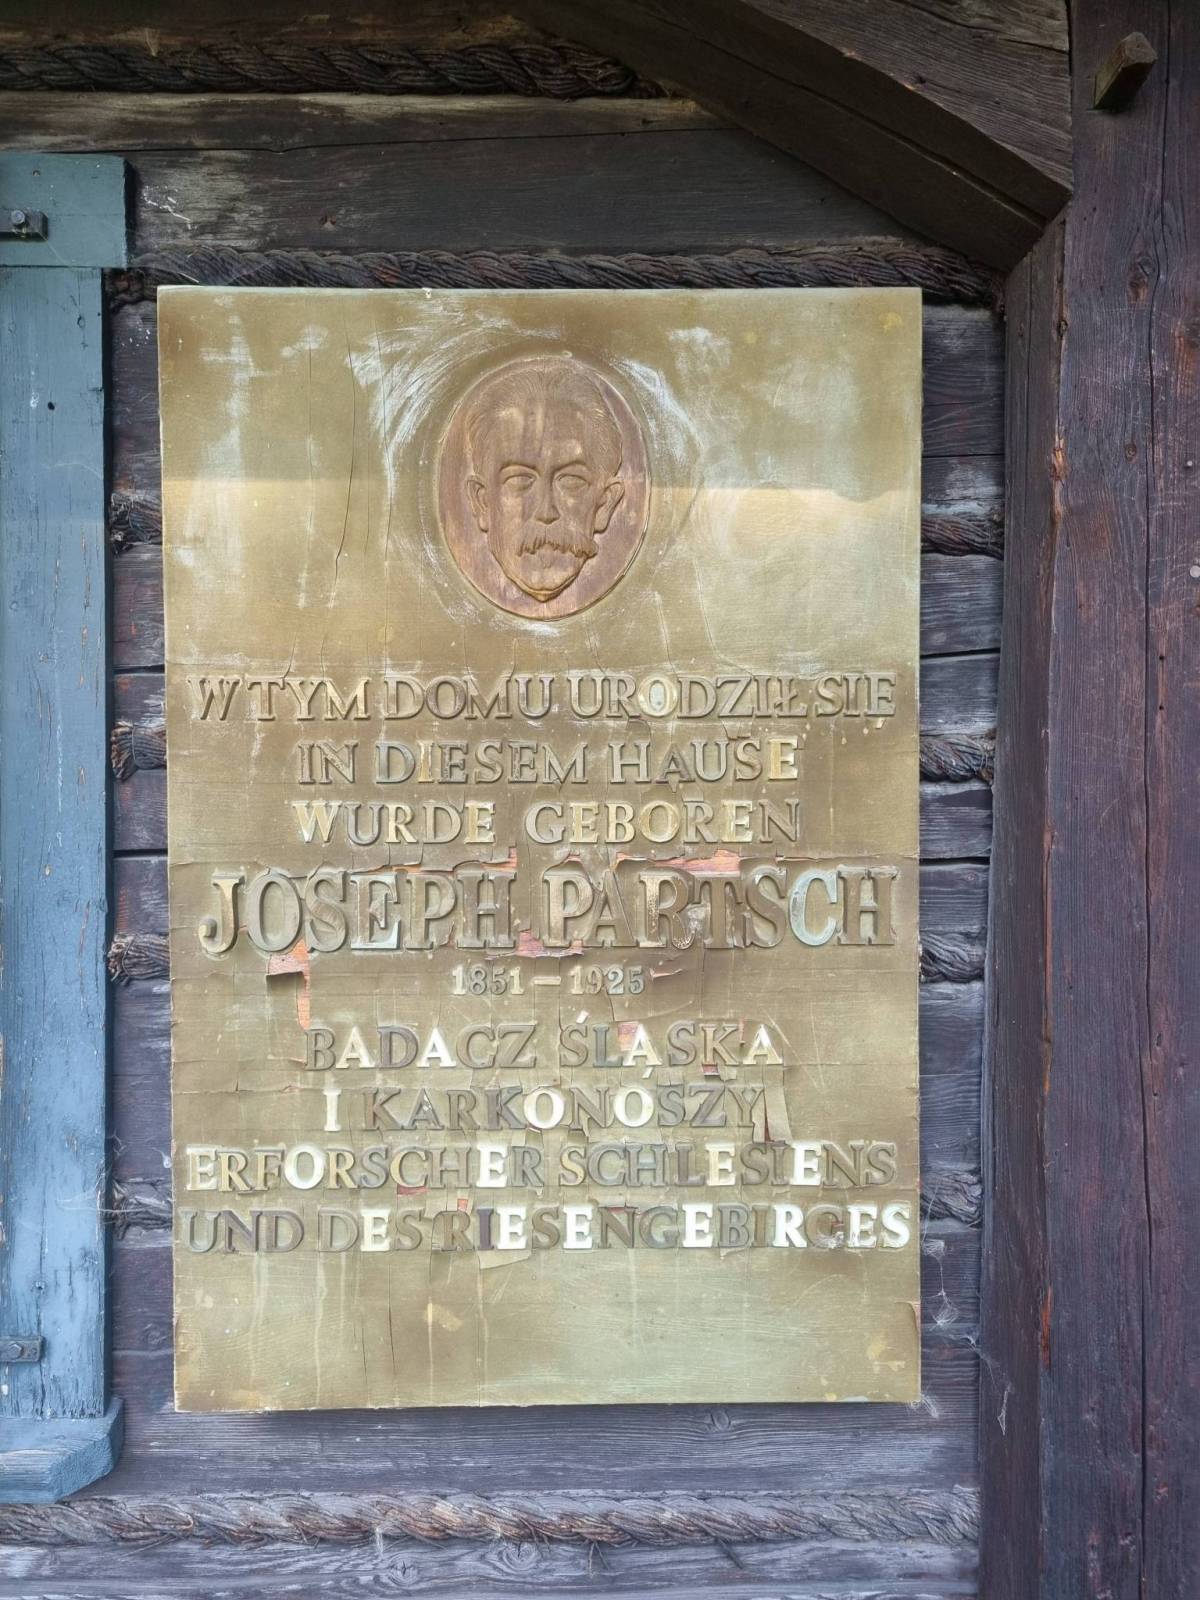 W TYM DOMU URODZIŁ SIE
IN DIESEM HAUSE
WURDE GEBOREN
JOSEPH PARTSCH
1851 – 1925
BADACZ ŚLĄSKA
I KARKONOSZY
ERFORSCHER SCHLESIENS
UND DES RIESENGEBIRGES